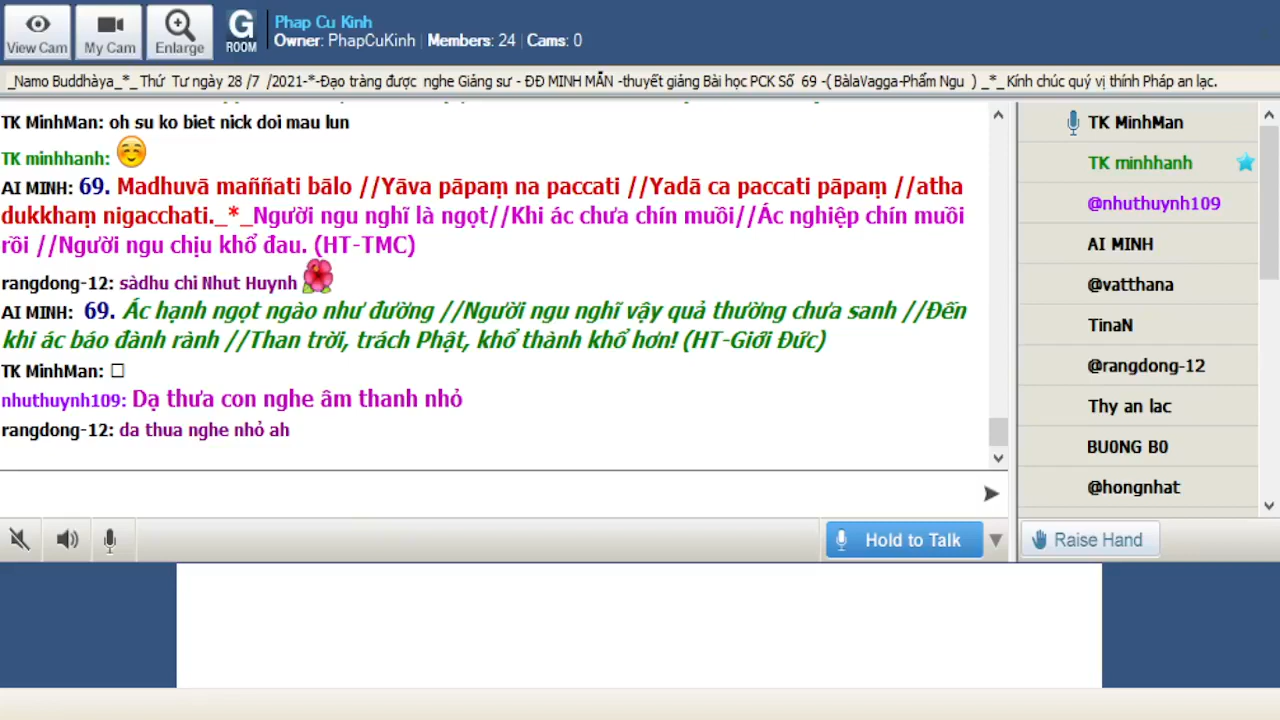 View Cam
My Cam
Enlarge
G
ROOM
Phap Cu Kinh
Owner: PhapCuKinh | Members: 24 | Cams: 0
_Namo Buddhàya_*_Thứ Tư ngày 28 /7 /2021-*-Đạo tràng được nghe Giảng sư - ĐĐ MINH MẪN -thuyết giảng Bài học PCK Số 69 -( BàlaVagga-Phẩm Ngu ) _*_Kính chúc quý vị thính Pháp an lạc.
TK MinhMan: oh su ko biet nick doi mau lun
TK minhhanh:
AI MINH: 69. Madhuvā maññati bālo //Yāva pāpaṃ na paccati //Yadā ca paccati pāpaṃ //atha
dukkhaṃ nigacchati._*_Người ngu nghĩ là ngọt//Khi ác chưa chín muồi//Ác nghiệp chín muồi
rồi //Người ngu chịu khổ đau. (HT-TMC)
rangdong-12: sàdhu chi Nhut Huynh
AI MINH: 69. Ác hạnh ngọt ngào như đường //Người ngu nghĩ vậy quả thường chưa sanh //Đến
khi ác báo đành rành //Than trời, trách Phật, khổ thành khổ hơn! (HT-Giới Đức)
TK MinhMan: □
nhuthuynh109: Dạ thưa con nghe âm thanh nhỏ
rangdong-12: da thua nghe nhỏ ah
TK MinhMan
TK minhhanh
@nhuthuynh109
AI MINH
@vatthana
TinaN
@rangdong-12
Thy an lac
BU0NG B0
@hongnhat
Hold to Talk
Raise Hand